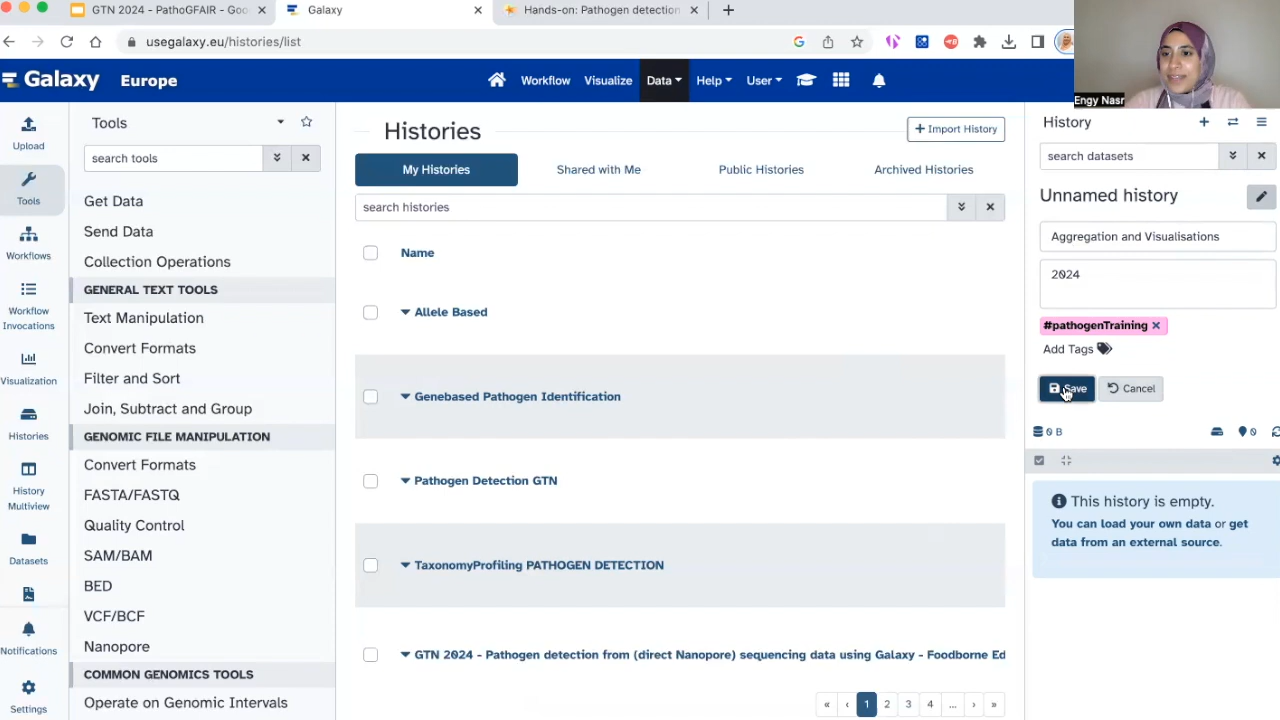 GTN 2024 - PathoGFAIR - Goo
Galaxy
Hands-on: Pathogen detection
usegalaxy.eu/histories/list
Galaxy Europe
Workflow Visualize Data Help User
Engy Nasr
Upload
Tools
Workflows
Workflow
Invocations
Visualization
Histories
History
Multiview
Datasets
Notifications
Settings
Tools
search tools
Get Data
Send Data
Collection Operations
GENERAL TEXT TOOLS
Text Manipulation
Convert Formats
Filter and Sort
Join, Subtract and Group
GENOMIC FILE MANIPULATION
Convert Formats
FASTA/FASTQ
Quality Control
SAM/BAM
BED
VCF/BCF
Nanopore
COMMON GENOMICS TOOLS
Operate on Genomic Intervals
Histories
+ Import History
My Histories Shared with Me Public Histories Archived Histories
search histories
Name
Allele Based
Genebased Pathogen Identification
Pathogen Detection GTN
TaxonomyProfiling PATHOGEN DETECTION
GTN 2024 - Pathogen detection from (direct Nanopore) sequencing data using Galaxy - Foodborne Ed
« ‹ 1 2 3 4 ... › »
History
search datasets
Unnamed history
Aggregation and Visualisations
2024
#pathogenTraining
Add Tags
Save Cancel
0 B 0
This history is empty.
You can load your own data or get
data from an external source.